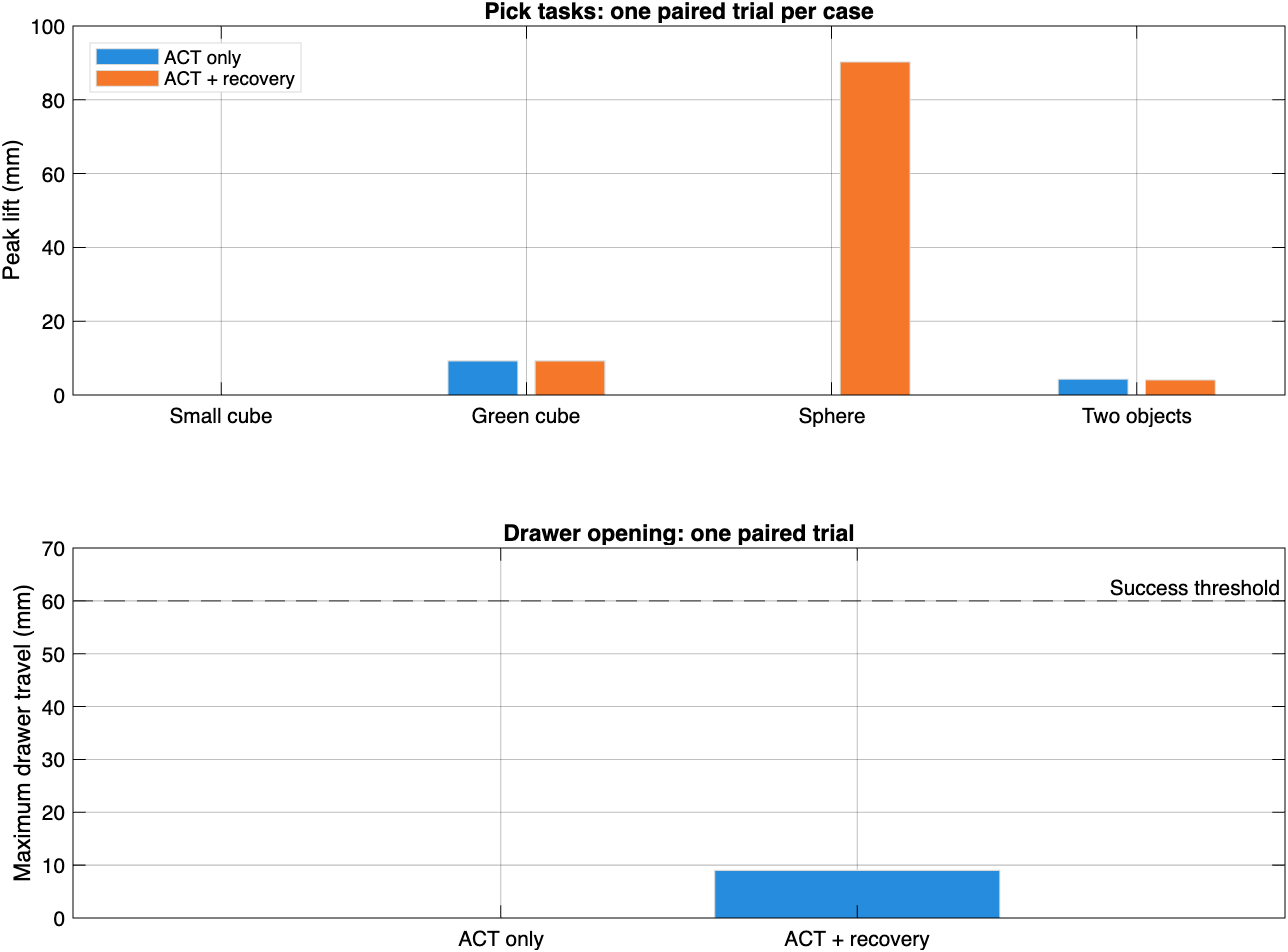 Pick tasks: one paired trial per case
ACT only
ACT + recovery
Peak lift (mm)
100
80
60
40
20
0
Small cube
Green cube
Sphere
Two objects
Drawer opening: one paired trial
Success threshold
Maximum drawer travel (mm)
70
60
50
40
30
20
10
0
ACT only
ACT + recovery